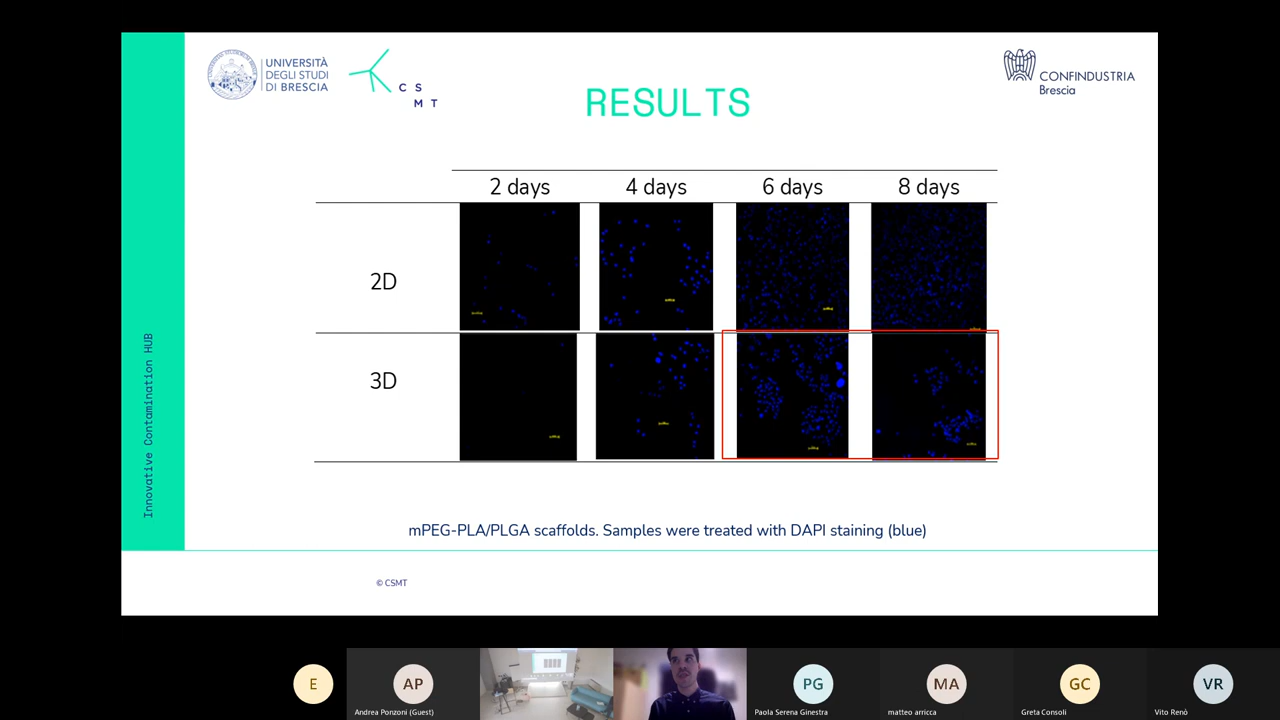 UNIVERSITÀ
DEGLI STUDI
DI BRESCIA
C S
M T
CONFINDUSTRIA
Brescia
RESULTS
2 days 4 days 6 days 8 days
2D
3D
Innovative Contamination HUB
mPEG-PLA/PLGA scaffolds. Samples were treated with DAPI staining (blue)
© CSMT
E AP PG MA GC VR
Andrea Ponzoni (Guest) Paola Serena Ginestra matteo arricca Greta Consoli Vito Renò